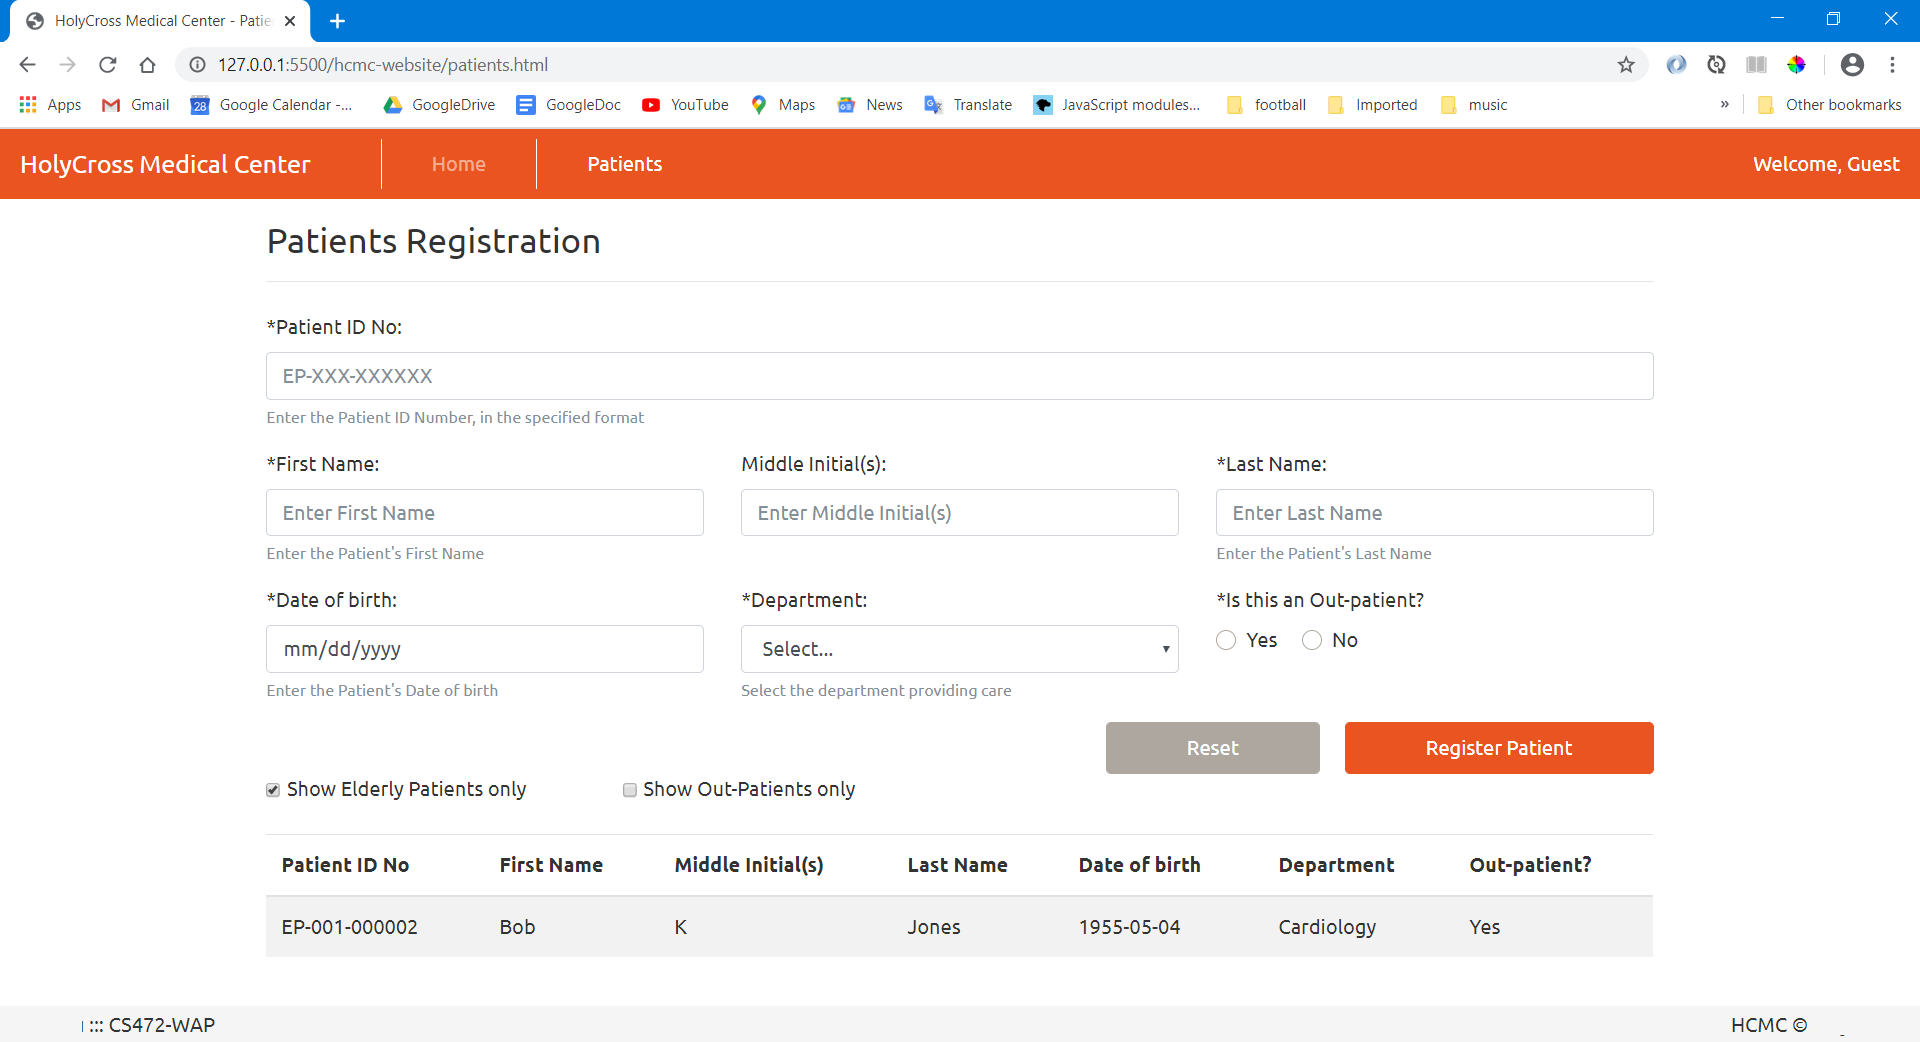 HolyCross Medical Center - Patie
127.0.0.1:5500/hcmc-website/patients.html
Apps Gmail 28 Google Calendar -... GoogleDrive GoogleDoc YouTube Maps News Translate JavaScript modules... football Imported music » Other bookmarks
HolyCross Medical Center Home Patients Welcome, Guest
Patients Registration
*Patient ID No:
EP-XXX-XXXXXX
Enter the Patient ID Number, in the specified format
*First Name: Middle Initial(s): *Last Name:
Enter First Name Enter Middle Initial(s) Enter Last Name
Enter the Patient's First Name Enter the Patient's Last Name
*Date of birth: *Department: *Is this an Out-patient?
mm/dd/yyyy Select... Yes No
Enter the Patient's Date of birth Select the department providing care
Reset Register Patient
Show Elderly Patients only Show Out-Patients only
Patient ID No First Name Middle Initial(s) Last Name Date of birth Department Out-patient?
EP-001-000002 Bob K Jones 1955-05-04 Cardiology Yes
::: CS472-WAP HCMC ©